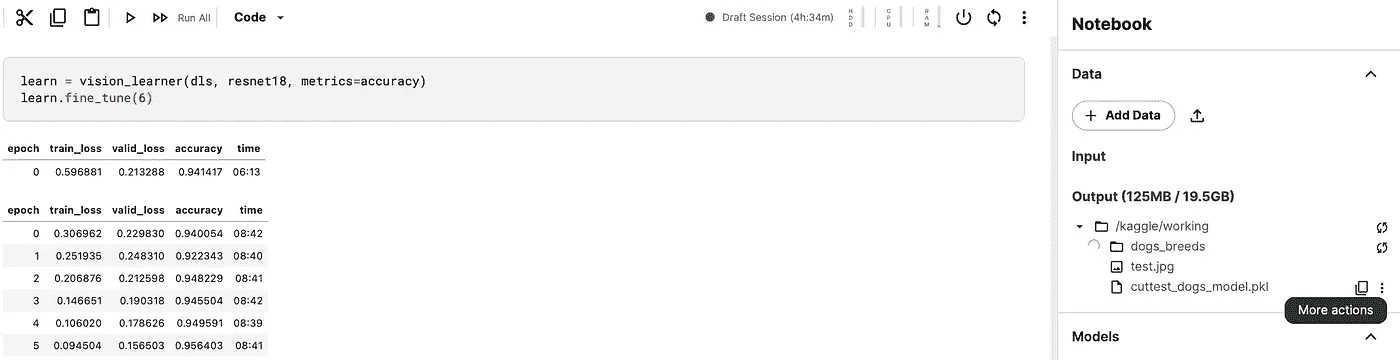 Run All Code Draft Session (4h:34m) HDD CPU RAM
learn = vision_learner(dls, resnet18, metrics=accuracy)
learn.fine_tune(6)
epoch train_loss valid_loss accuracy time
0 0.596881 0.213288 0.941417 06:13
epoch train_loss valid_loss accuracy time
0 0.306962 0.229830 0.940054 08:42
1 0.251935 0.248310 0.922343 08:40
2 0.206876 0.212598 0.948229 08:41
3 0.146651 0.190318 0.945504 08:42
4 0.106020 0.178626 0.949591 08:39
5 0.094504 0.156503 0.956403 08:41
Notebook
Data
+ Add Data
Input
Output (125MB / 19.5GB)
/kaggle/working
dogs_breeds
test.jpg
cuttest_dogs_model.pkl
More actions
Models